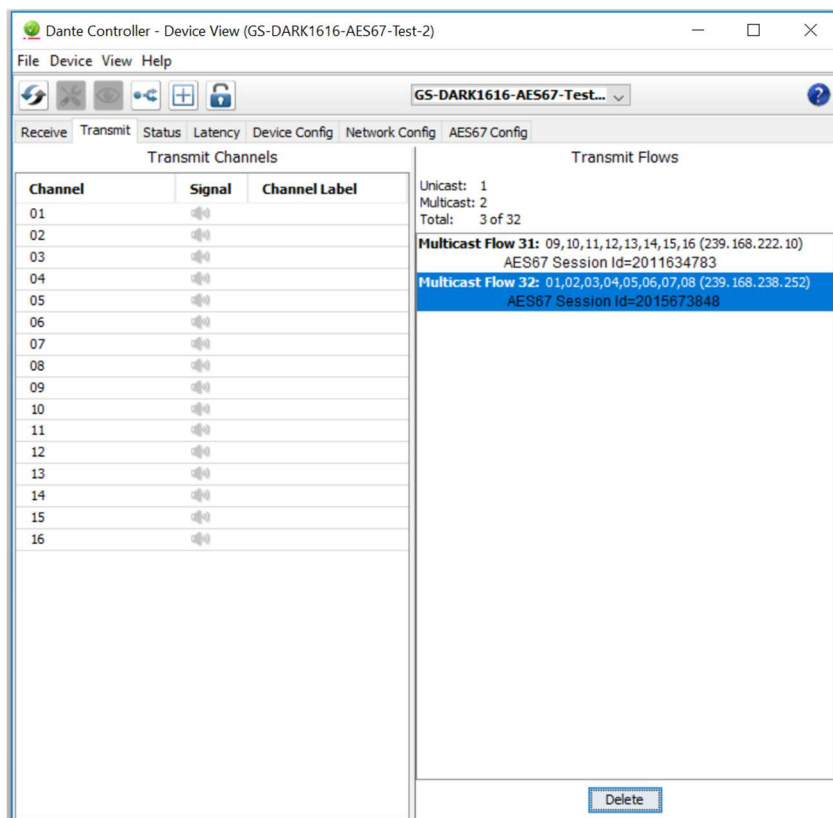 Dante Controller - Device View (GS-DARK1616-AES67-Test-2)
File Device View Help
GS-DARK1616-AES67-Test...
?
Receive Transmit Status Latency Device Config Network Config AES67 Config
Transmit Channels
Channel Signal Channel Label
01
02
03
04
05
06
07
08
09
10
11
12
13
14
15
16
Transmit Flows
Unicast: 1
Multicast: 2
Total: 3 of 32
Multicast Flow 31: 09,10,11,12,13,14,15,16 (239.168.222.10)
AES67 Session Id=2011634783
Multicast Flow 32: 01,02,03,04,05,06,07,08 (239.168.238.252)
AES67 Session Id=2015673848
Delete